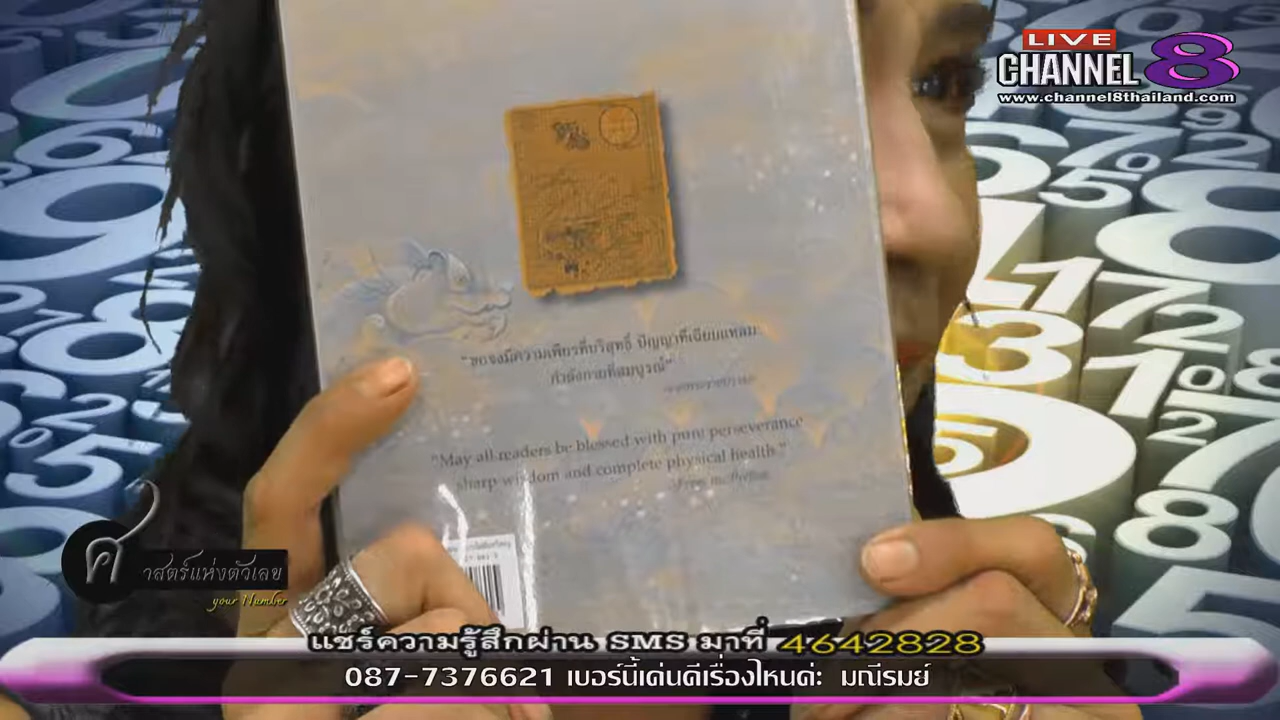 LIVE
CHANNEL 8
www.channel8thailand.com
"ขอจงมีความเพียรที่บริสุทธิ์ ปัญญาที่เฉียบแหลม
กำลังกายที่สมบูรณ์"
"May all readers be blessed with pure perseverance
sharp wisdom and complete physical health."
ศาสตร์แห่งตัวเลข
your Number
แชร์ความรู้สึกผ่าน SMS มาที่ 4642828
087-7376621 เบอร์นี้เด่นดีเรื่องไหนค่ะ มณีรมย์